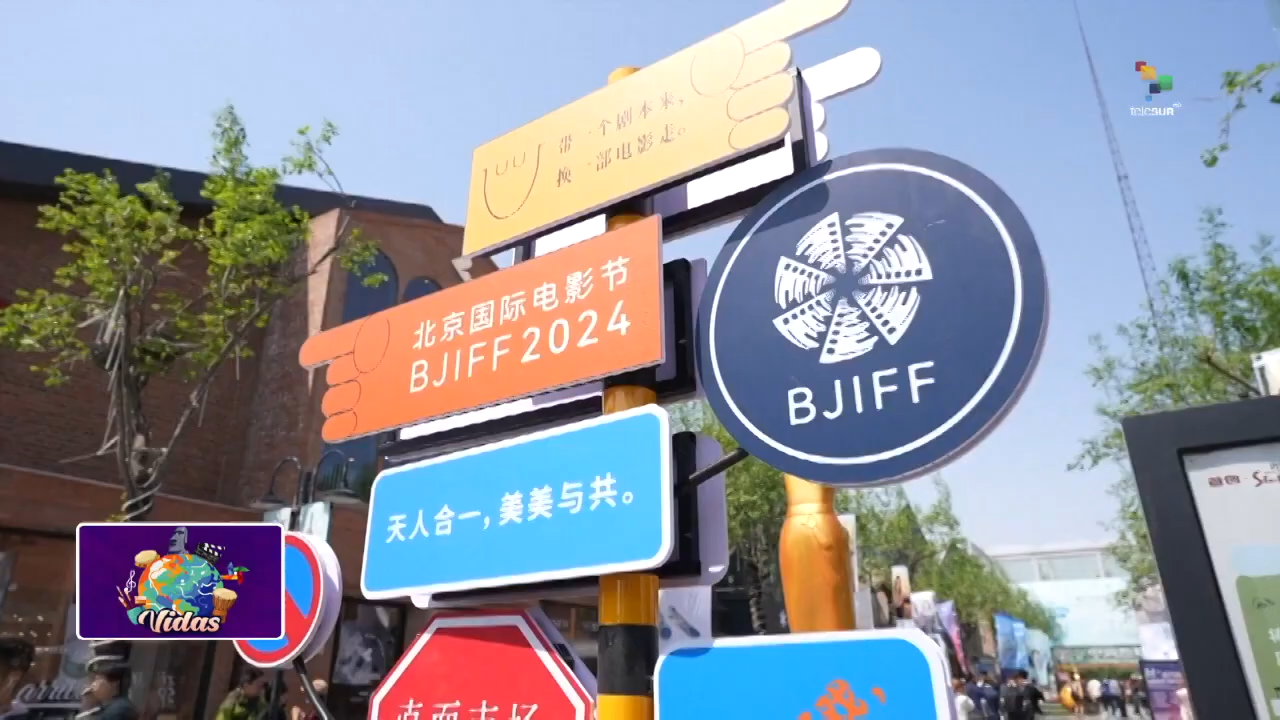 带一个剧本来,
换一部电影走。
teleSUR
北京国际电影节
BJIFF 2024
BJIFF
天人合一,美美与共。
Vidas